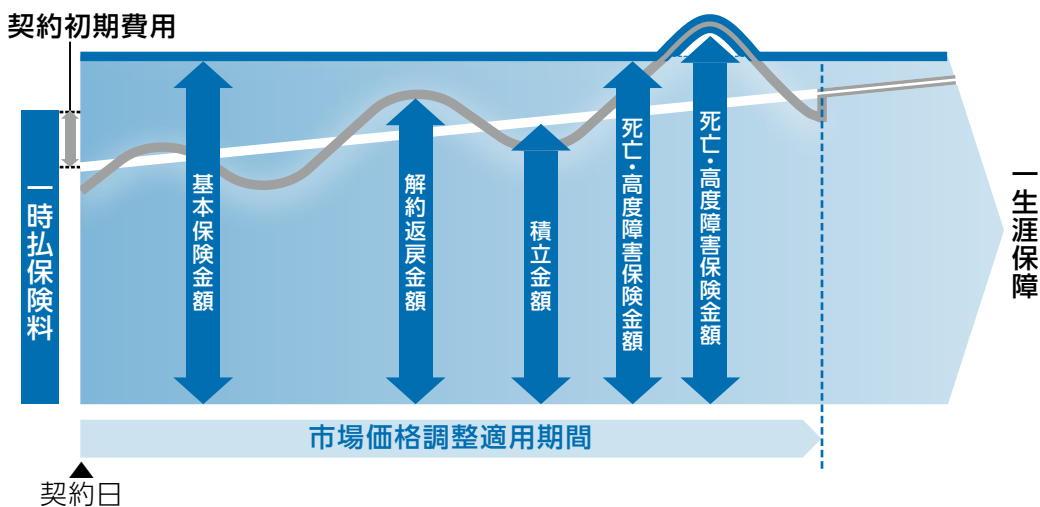 契約初期費用
一時払保険料
基本保険金額
解約返戻金額
積立金額
死亡・高度障害保険金額
死亡・高度障害保険金額
一生涯保障
市場価格調整適用期間
契約日